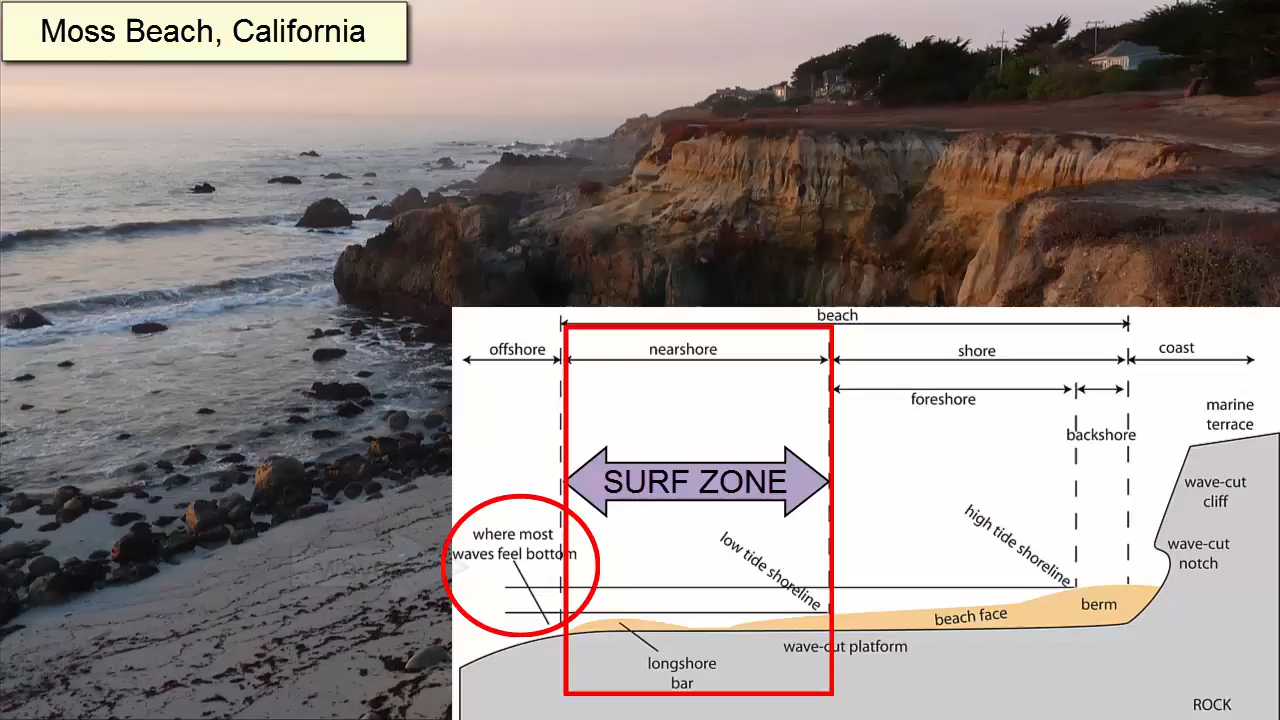 Moss Beach, California
beach
offshore
nearshore
shore
coast
foreshore
marine
terrace
backshore
SURF ZONE
wave-cut
cliff
where most
waves feel bottom
low tide shoreline
high tide shoreline
wave-cut
notch
berm
beach face
wave-cut platform
longshore
bar
ROCK